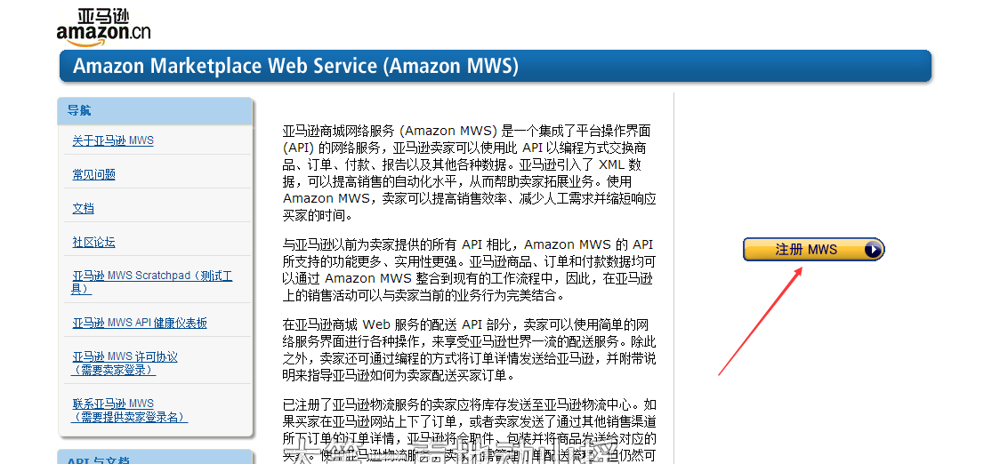 亚马逊
amazon.cn
Amazon Marketplace Web Service (Amazon MWS)
导航
关于亚马逊 MWS
常见问题
文档
社区论坛
亚马逊 MWS Scratchpad（测试工
具）
亚马逊 MWS API 健康仪表板
亚马逊 MWS 许可协议
（需要卖家登录）
联系亚马逊 MWS
（需要提供卖家登录名）
API 与文档
亚马逊商城网络服务 (Amazon MWS) 是一个集成了平台操作界面
(API) 的网络服务，亚马逊卖家可以使用此 API 以编程方式交换商
品、订单、付款、报告以及其他各种数据。亚马逊引入了 XML 数
据，可以提高销售的自动化水平，从而帮助卖家拓展业务。使用
Amazon MWS，卖家可以提高销售效率、减少人工需求并缩短响应
买家的时间。
与亚马逊以前为卖家提供的所有 API 相比，Amazon MWS 的 API
所支持的功能更多、实用性更强。亚马逊商品、订单和付款数据均可
以通过 Amazon MWS 整合到现有的工作流程中，因此，在亚马逊
上的销售活动可以与卖家当前的业务行为完美结合。
在亚马逊商城 Web 服务的配送 API 部分，卖家可以使用简单的网
络服务界面进行各种操作，来享受亚马逊世界一流的配送服务。除此
之外，卖家还可通过编程的方式将订单详情发送给亚马逊，并附带说
明来指导亚马逊如何为卖家配送买家订单。
已注册了亚马逊物流服务的卖家应将库存发送至亚马逊物流中心。如
果买家在亚马逊网站上下了订单，或者卖家发送了通过其他销售渠道
所下订单的订单详情，亚马逊将会取件、包装并将商品发送给对应的
买家。使用亚马逊物流服务，卖家
但仍然可
注册 MWS